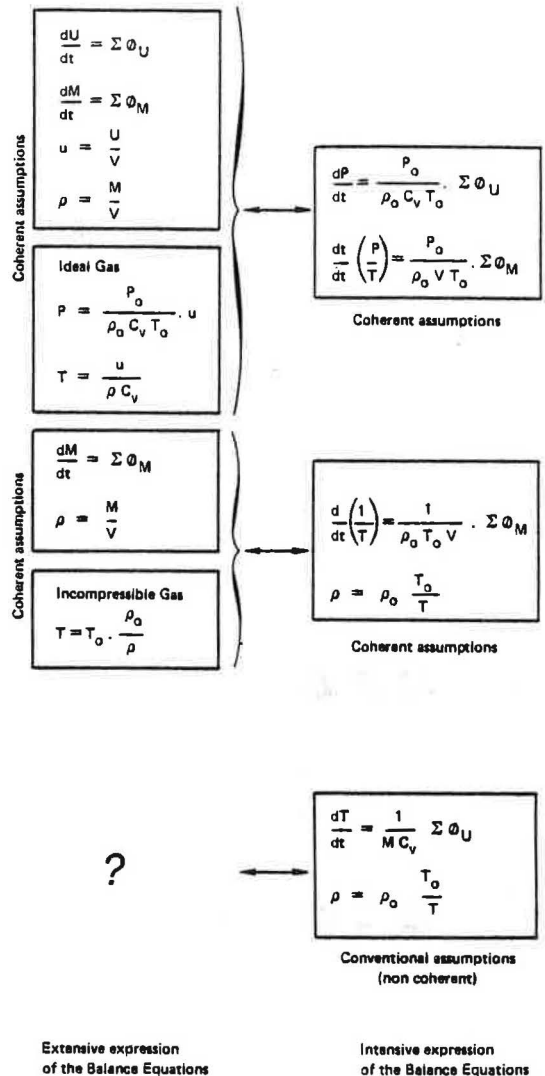 Coherent assumptions
dU/dt = Σ Ø_U
dM/dt = Σ Ø_M
u = U/V
ρ = M/V
Ideal Gas
P = P_o/(ρ_o C_v T_o) . u
T = u/(ρ C_v)
dP/dt = P_o/(ρ_o C_v T_o) . Σ Ø_U
dt/dt (P/T) = P_o/(ρ_o V T_o) . Σ Ø_M
Coherent assumptions
Coherent assumptions
dM/dt = Σ Ø_M
ρ = M/V
Incompressible Gas
T = T_o . ρ_o/ρ
d/dt (1/T) = 1/(ρ_o T_o V) . Σ Ø_M
ρ = ρ_o T_o/T
Coherent assumptions
?
dT/dt = 1/(M C_v) Σ Ø_U
ρ = ρ_o T_o/T
Conventional assumptions
(non coherent)
Extensive expression
of the Balance Equations
Intensive expression
of the Balance Equations